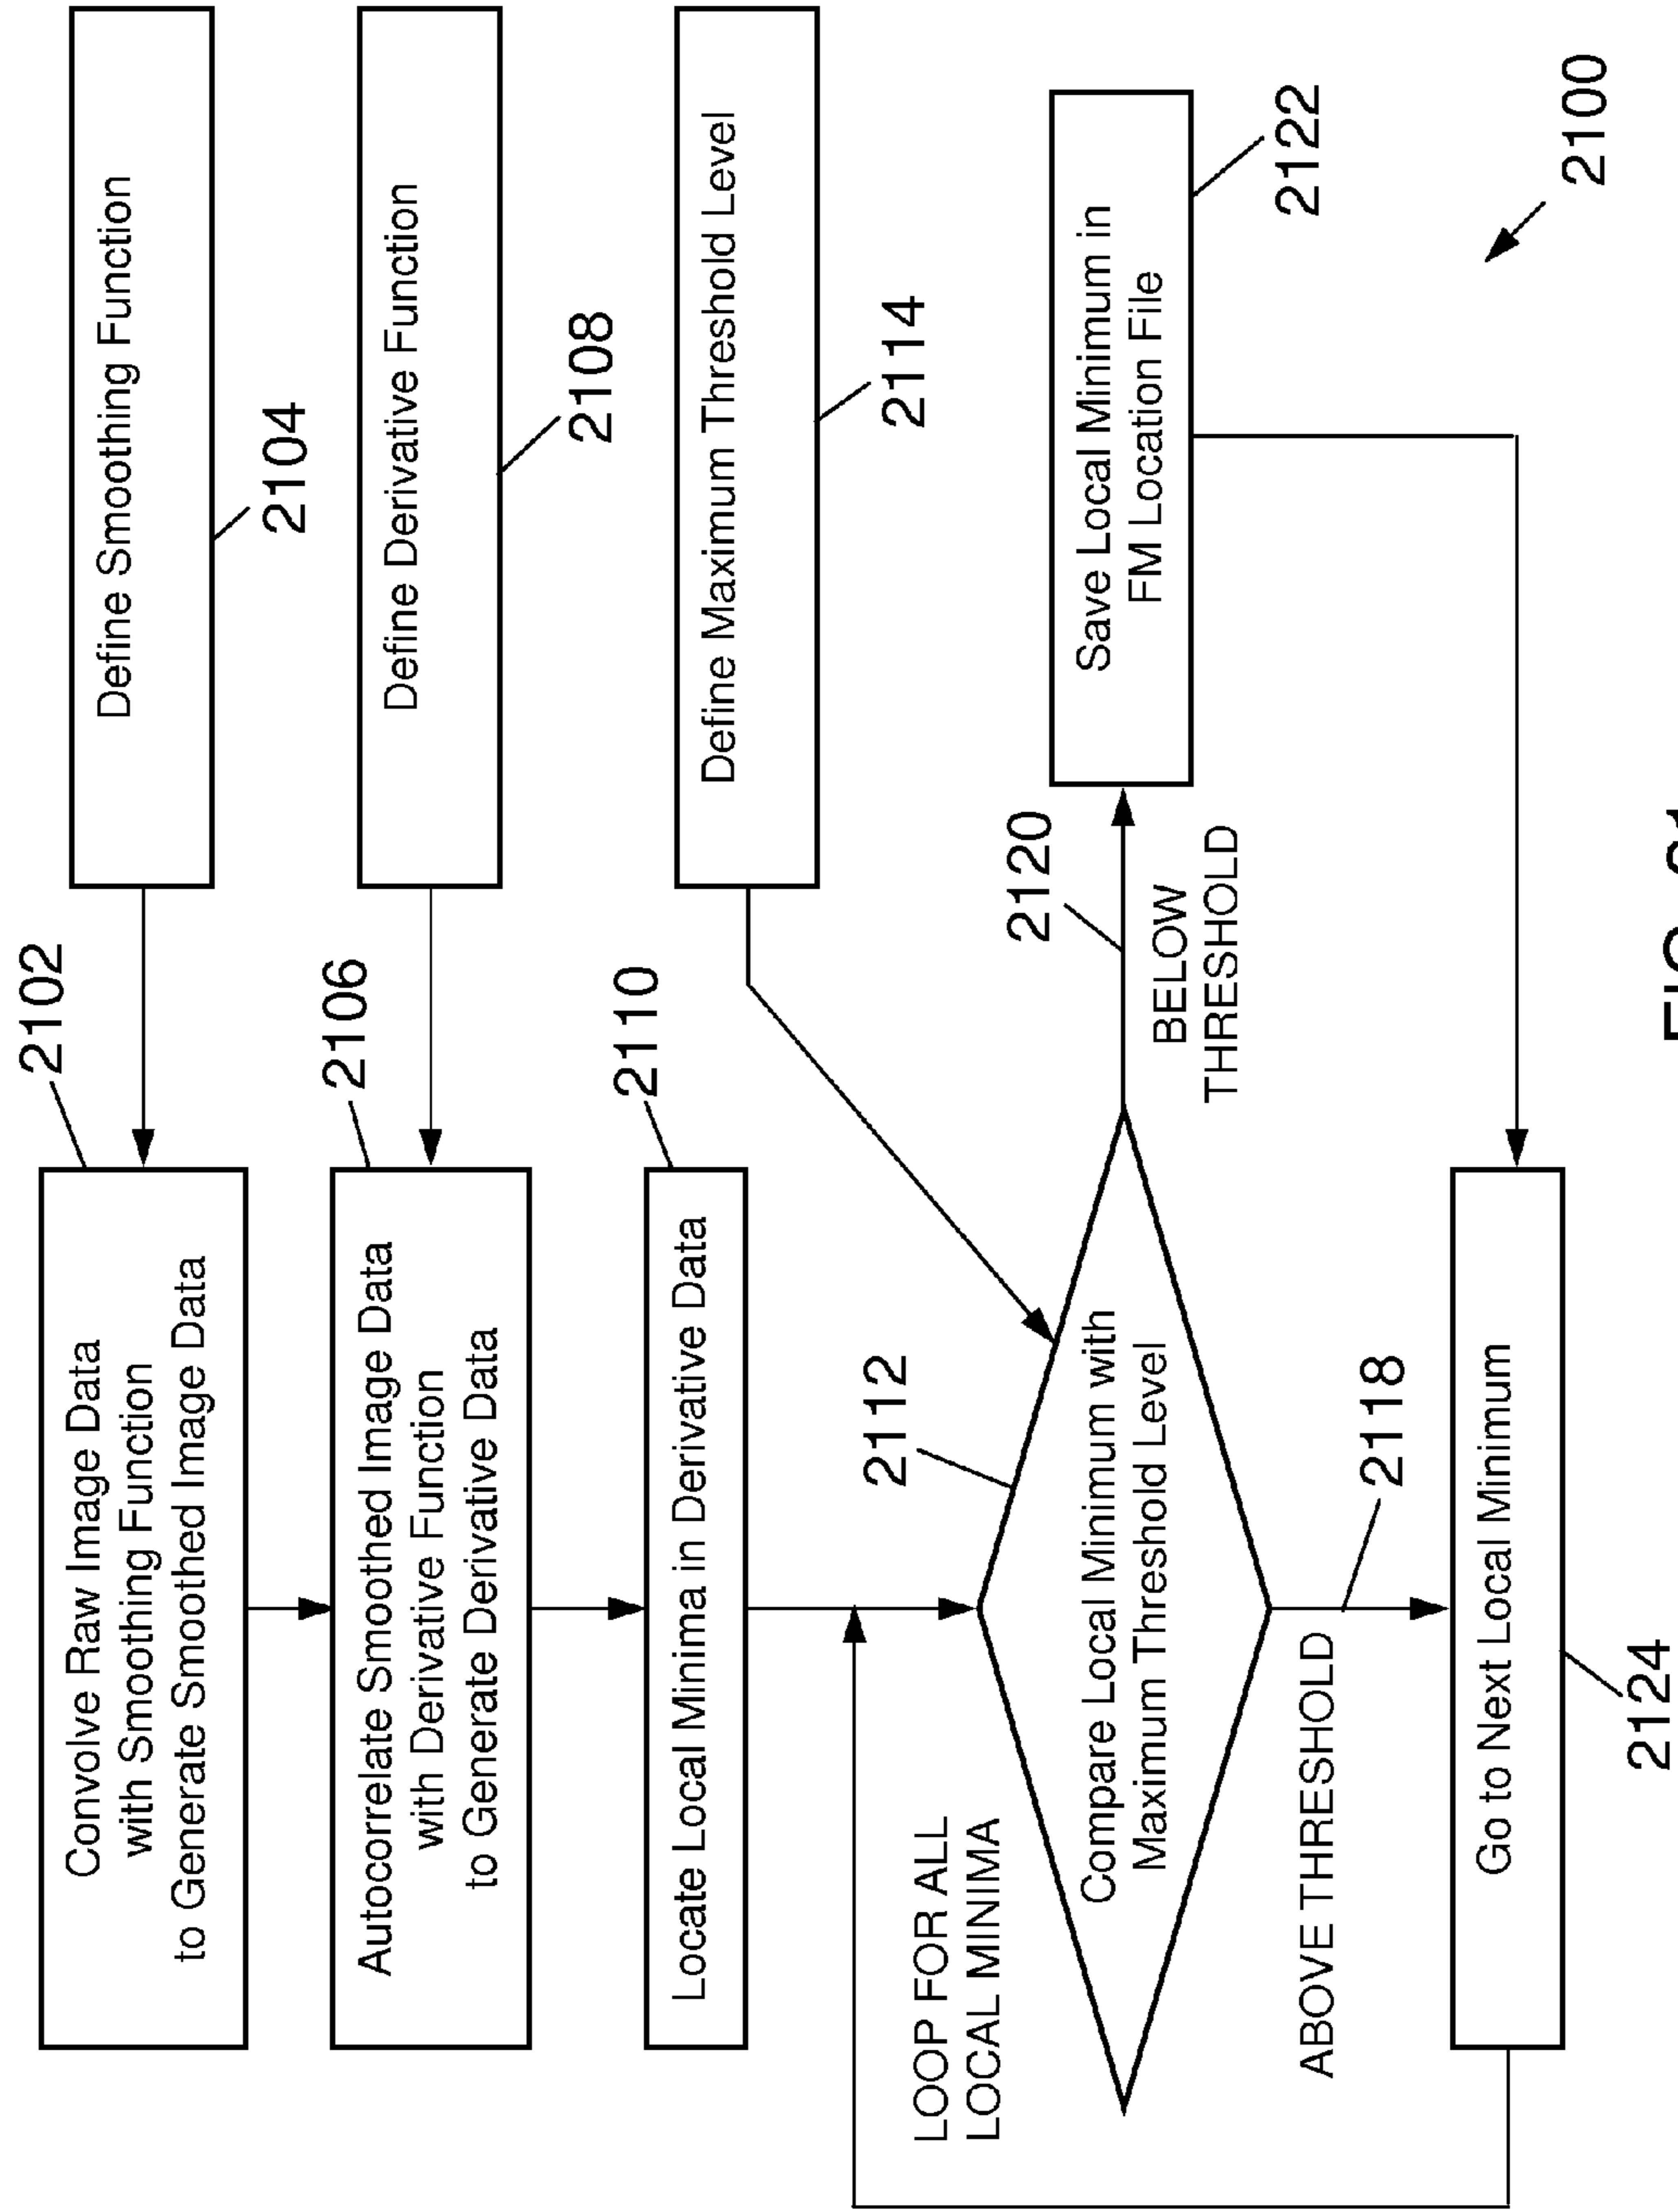 2102
Convolve Raw Image Data
with Smoothing Function
to Generate Smoothed Image Data
Define Smoothing Function
2104
2106
Autocorrelate Smoothed Image Data
with Derivative Function
to Generate Derivative Data
Define Derivative Function
2108
2110
Locate Local Minima in Derivative Data
Define Maximum Threshold Level
2114
LOOP FOR ALL
LOCAL MINIMA
2112
Compare Local Minimum with
Maximum Threshold Level
2120
BELOW
THRESHOLD
Save Local Minimum in
FM Location File
2122
ABOVE THRESHOLD
2118
Go to Next Local Minimum
2124
2100